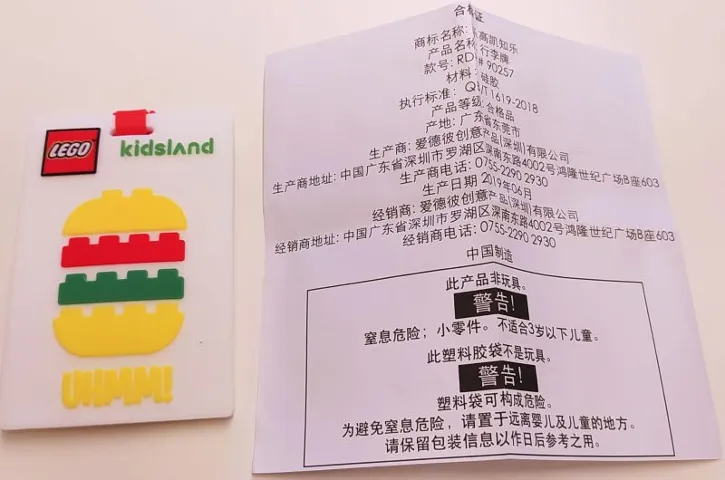 LEGO
kidsland
UHMM!
合格证
商标名称: 乐高凯知乐
产品名称: 行李牌
款号: RD# 90257
材料: 硅胶
执行标准: QB/T1619-2018
产品等级: 合格品
产地: 广东省东莞市
生产商: 爱德彼创意产品(深圳)有限公司
生产商地址: 中国广东省深圳市罗湖区深南东路4002号鸿隆世纪广场B座603
生产商电话: 0755-2290 2930
生产日期 2019年06月
经销商: 爱德彼创意产品(深圳)有限公司
经销商地址: 中国广东省深圳市罗湖区深南东路4002号鸿隆世纪广场B座603
经销商电话: 0755-2290 2930
中国制造
此产品非玩具。
警告!
窒息危险；小零件。不适合3岁以下儿童。
此塑料胶袋不是玩具。
警告!
塑料袋可构成危险。
为避免窒息危险，请置于远离婴儿及儿童的地方。
请保留包装信息以作日后参考之用。